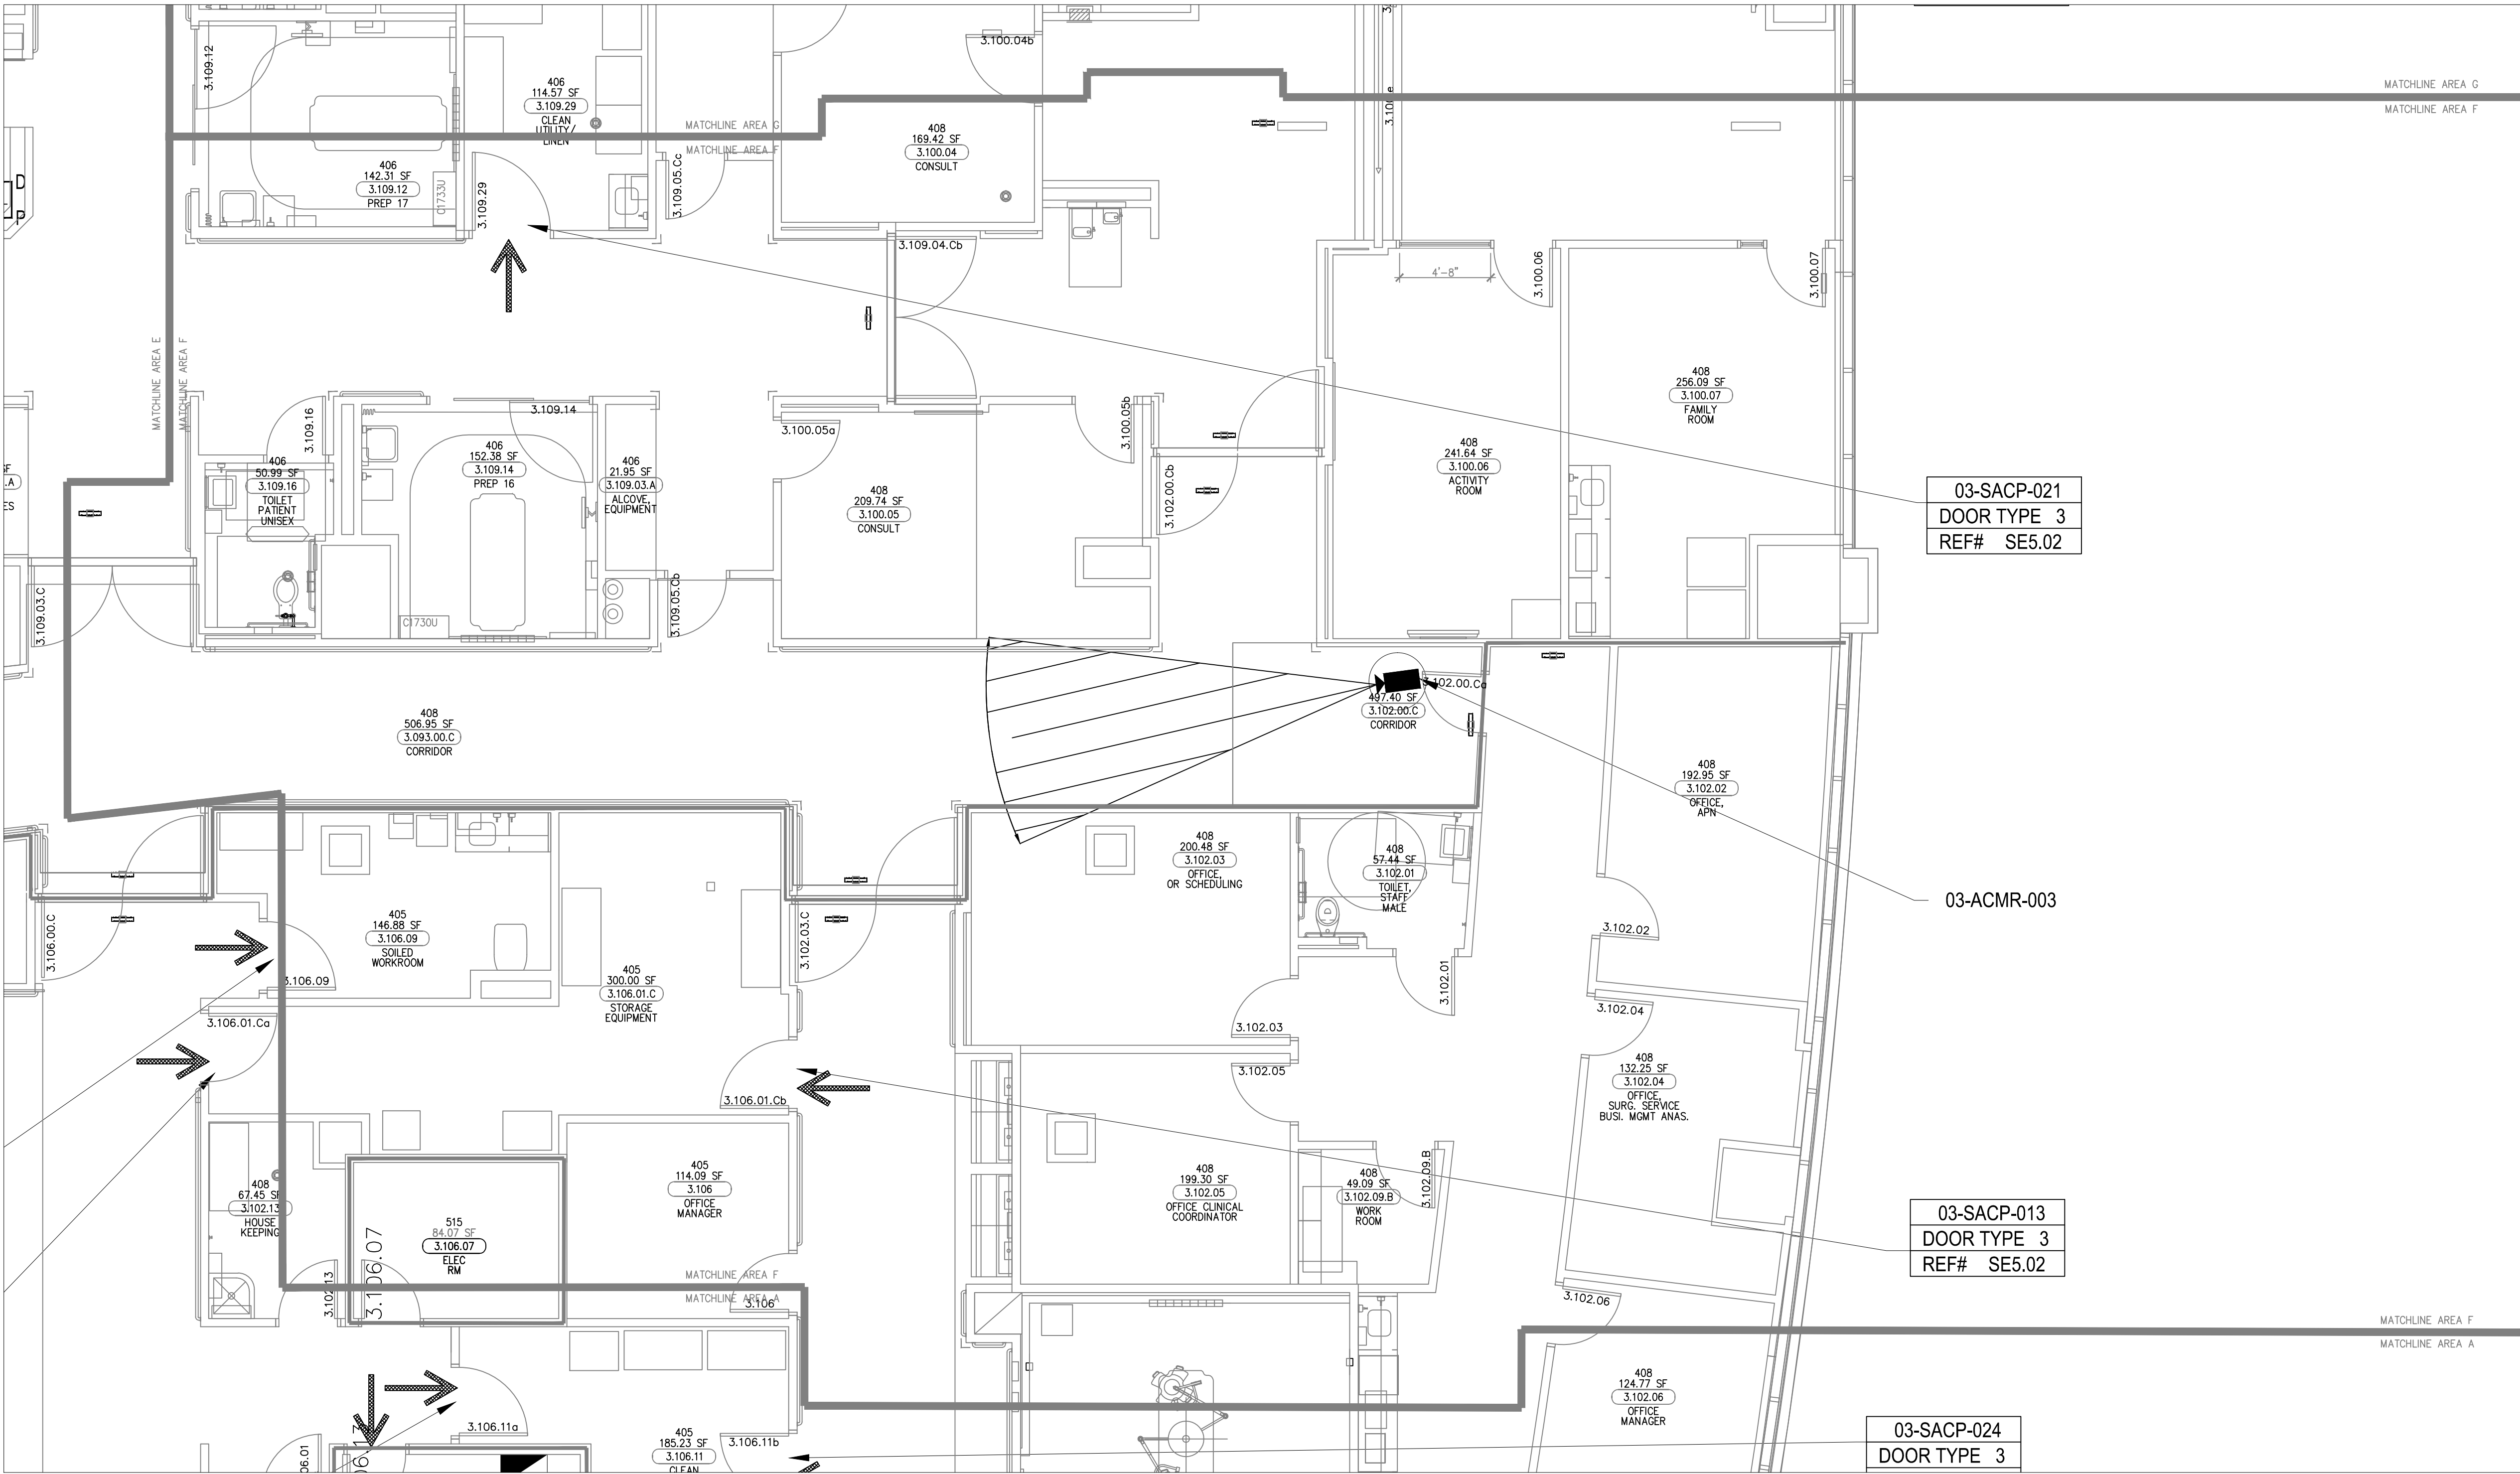 3.109.12
406
114.57 SF
3.109.29
CLEAN
UTILITY/
LINEN
3.100.04b
MATCHLINE AREA G
MATCHLINE AREA F
MATCHLINE AREA G
MATCHLINE AREA F
406
142.31 SF
3.109.12
PREP 17
C1733U
3.109.29
3.109.05.Cc
408
169.42 SF
3.100.04
CONSULT
D
P
3.109.04.Cb
4'-8"
3.100.06
3.100.07
MATCHLINE AREA E
MATCHLINE AREA F
3.109.16
406
50.99 SF
3.109.16
TOILET
PATIENT
UNISEX
3.109.14
406
152.38 SF
3.109.14
PREP 16
C1730U
406
21.95 SF
3.109.03.A
ALCOVE,
EQUIPMENT
3.109.05.Cb
3.100.05a
3.100.05b
408
209.74 SF
3.100.05
CONSULT
3.102.00.Cb
408
241.64 SF
3.100.06
ACTIVITY
ROOM
408
256.09 SF
3.100.07
FAMILY
ROOM
03-SACP-021
DOOR TYPE 3
REF# SE5.02
SF
.A
ES
3.109.03.C
408
506.95 SF
3.093.00.C
CORRIDOR
3.102.00.Ca
497.40 SF
3.102.00.C
CORRIDOR
408
192.95 SF
3.102.02
OFFICE,
APN
03-ACMR-003
3.106.00.C
405
146.88 SF
3.106.09
SOILED
WORKROOM
3.106.09
3.106.01.Ca
405
300.00 SF
3.106.01.C
STORAGE
EQUIPMENT
3.102.03.C
408
200.48 SF
3.102.03
OFFICE,
OR SCHEDULING
408
57.44 SF
3.102.01
TOILET,
STAFF
MALE
3.102.01
3.102.02
3.102.04
3.102.03
3.102.05
3.106.01.Cb
408
132.25 SF
3.102.04
OFFICE,
SURG. SERVICE
BUSI. MGMT ANAS.
408
67.45 SF
3.102.13
HOUSE
KEEPING
3.102.13
515
84.07 SF
3.106.07
ELEC
RM
3.106.07
405
114.09 SF
3.106
OFFICE
MANAGER
408
199.30 SF
3.102.05
OFFICE CLINICAL
COORDINATOR
408
49.09 SF
3.102.09.B
WORK
ROOM
3.102.09.B
03-SACP-013
DOOR TYPE 3
REF# SE5.02
MATCHLINE AREA F
MATCHLINE AREA A
3.106
3.102.06
MATCHLINE AREA F
MATCHLINE AREA A
408
124.77 SF
3.102.06
OFFICE
MANAGER
3.106.11a
3.106.11b
405
185.23 SF
3.106.11
CLEAN
03-SACP-024
DOOR TYPE 3